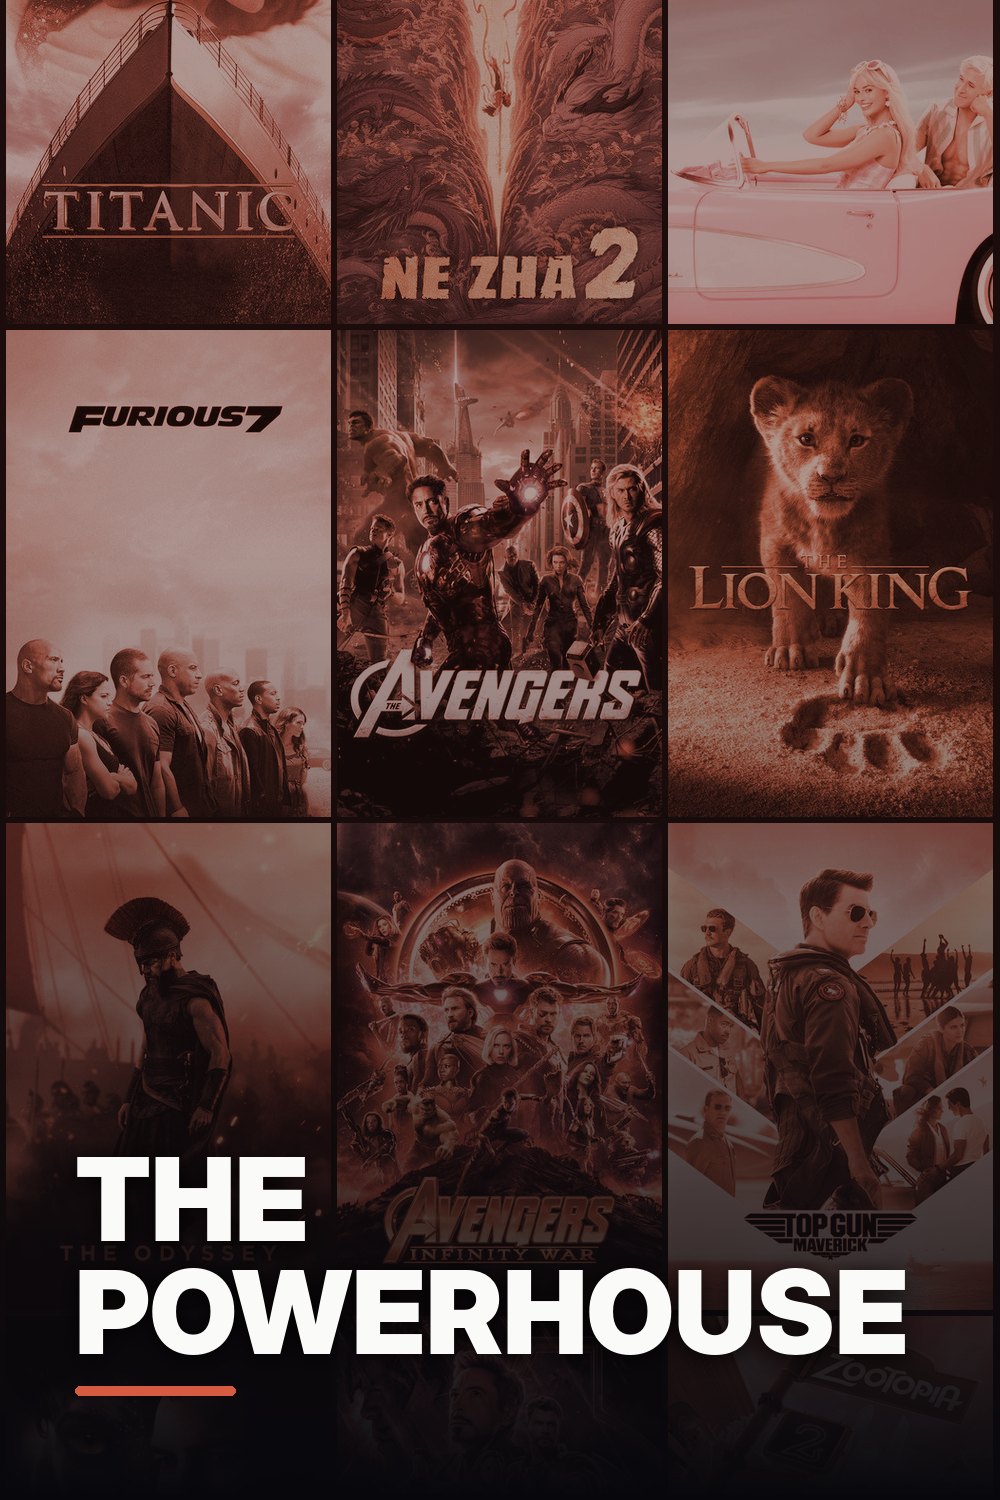 TITANIC
NE ZHA 2
FURIOUS 7
THE
AVENGERS
THE
LION KING
THE ODYSSEY
AVENGERS
INFINITY WAR
TOP GUN
MAVERICK
THE
POWERHOUSE
ZOOTOPIA
2